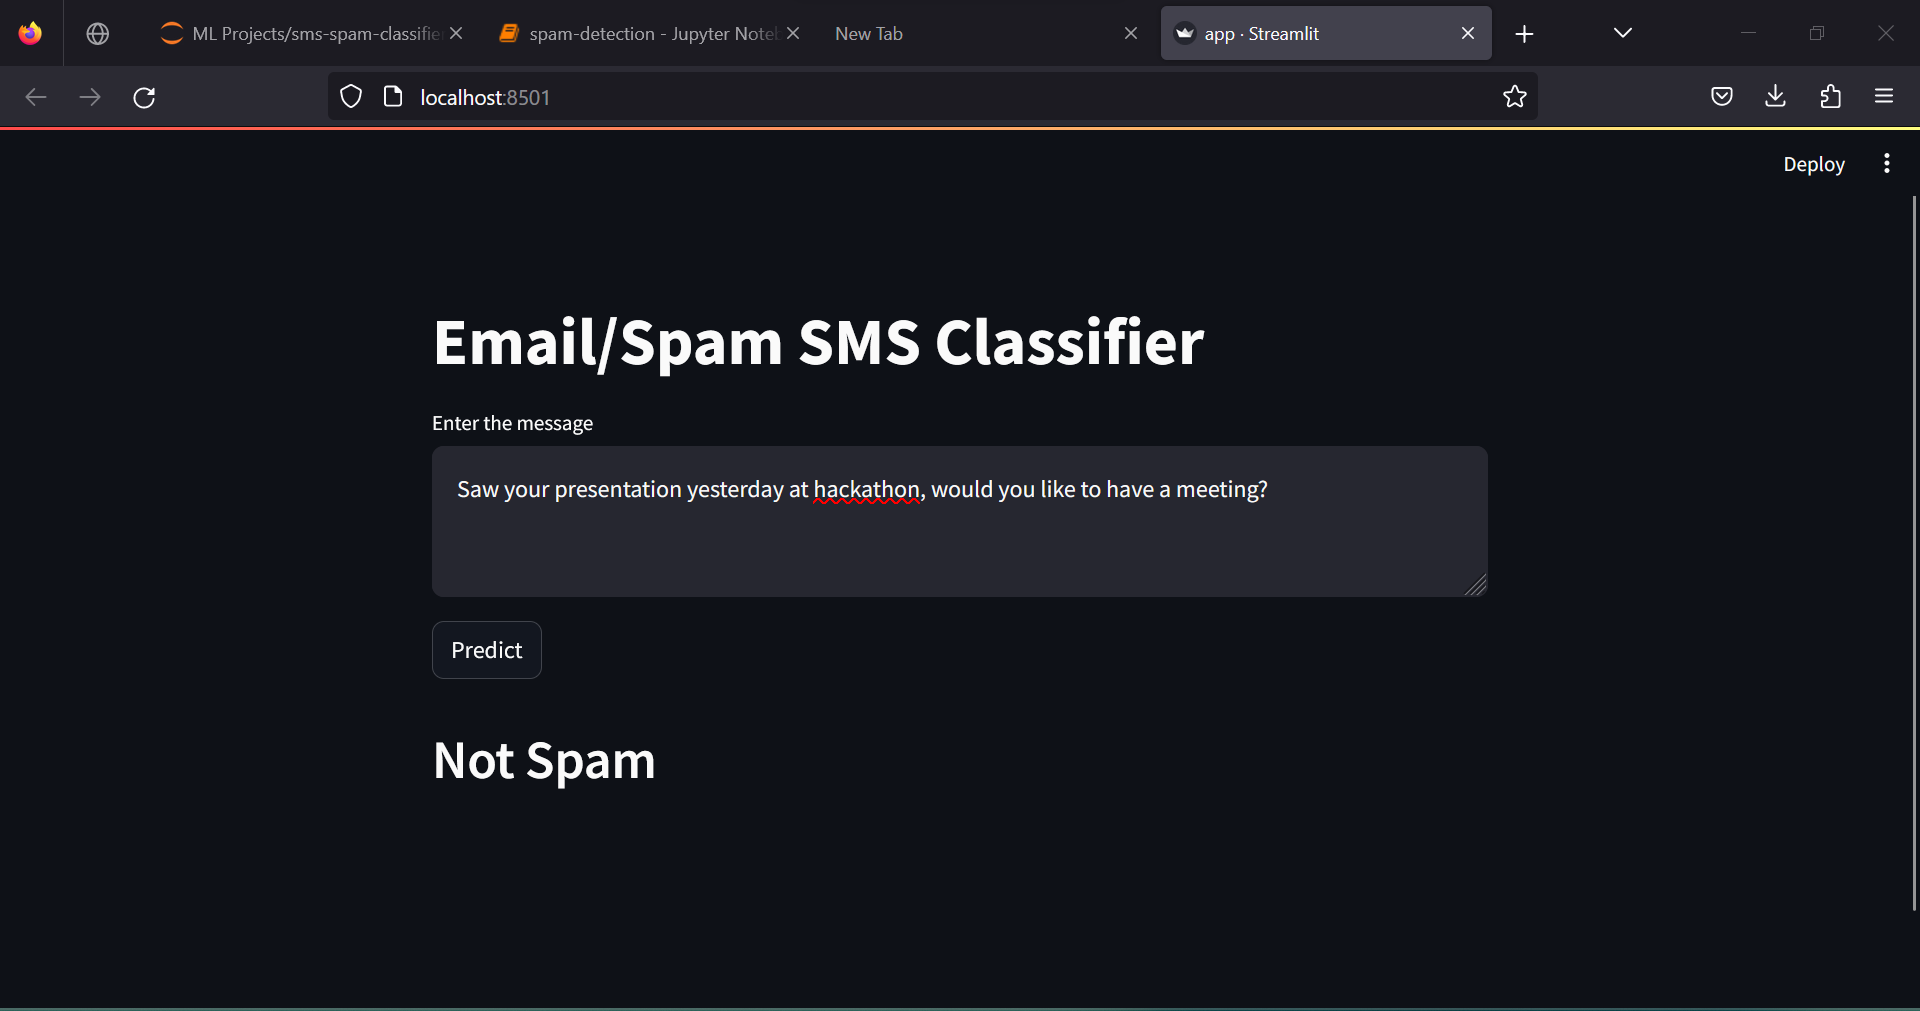 ML Projects/sms-spam-classifie
spam-detection - Jupyter Note
New Tab
app · Streamlit
localhost:8501
Deploy
Email/Spam SMS Classifier
Enter the message
Saw your presentation yesterday at hackathon, would you like to have a meeting?
Predict
Not Spam